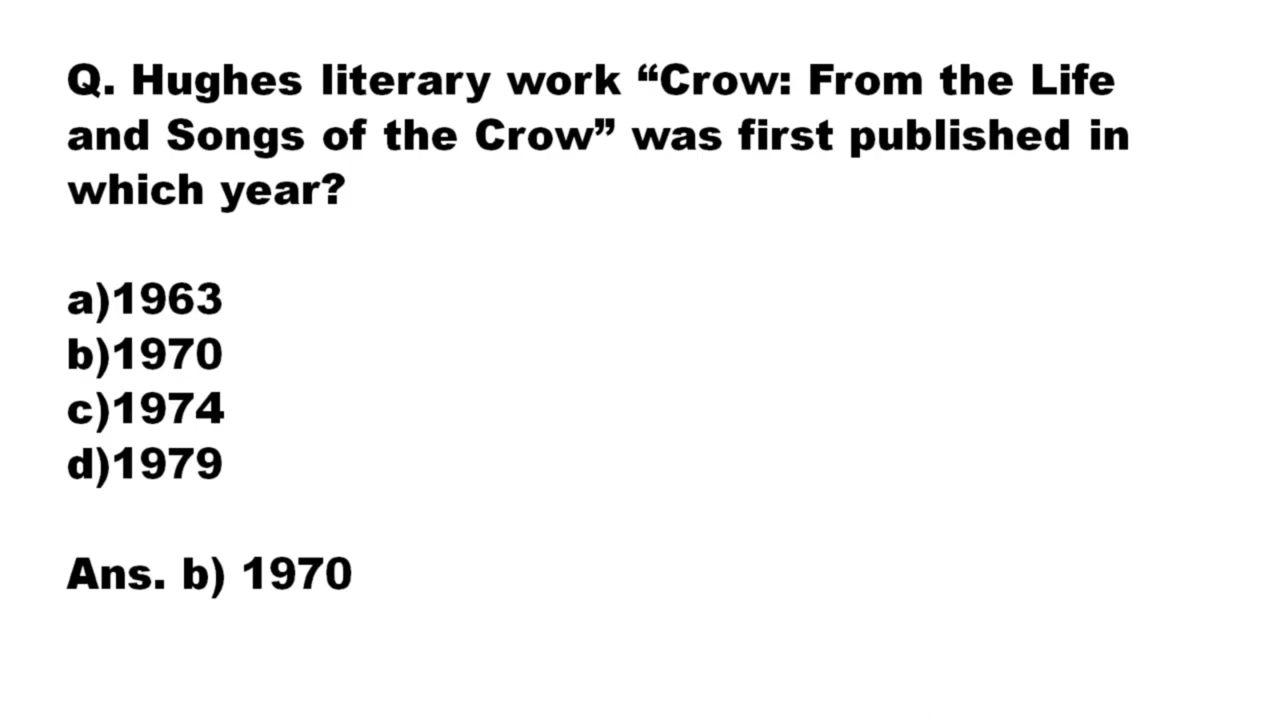 Q. Hughes literary work “Crow: From the Life
and Songs of the Crow” was first published in
which year?
a)1963
b)1970
c)1974
d)1979
Ans. b) 1970